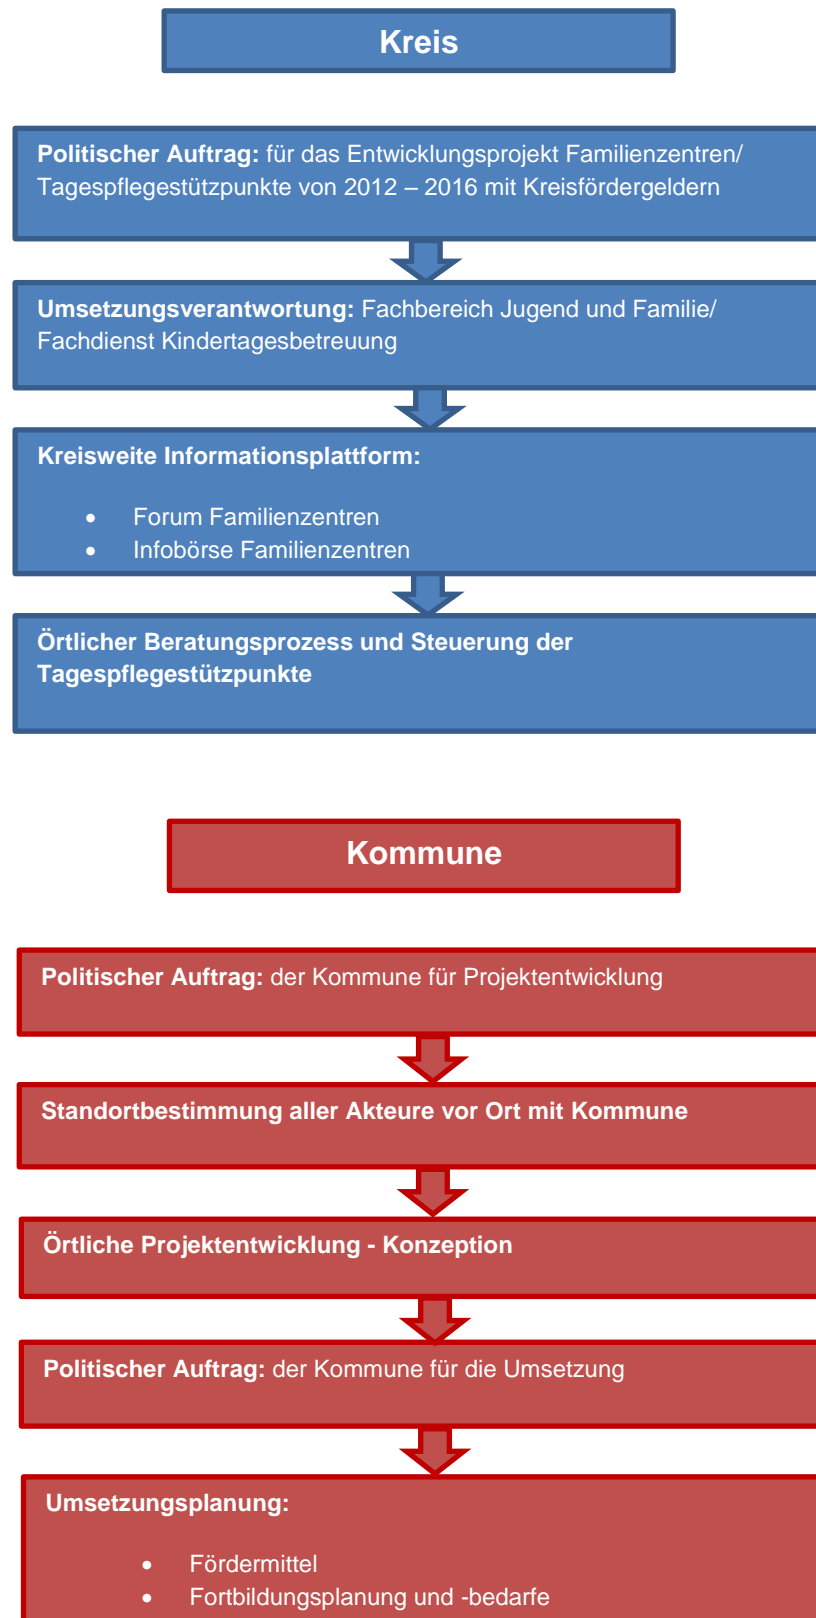 Kreis
Politischer Auftrag: für das Entwicklungsprojekt Familienzentren/
Tagespflegestützpunkte von 2012 – 2016 mit Kreisfördergeldern
Umsetzungsverantwortung: Fachbereich Jugend und Familie/
Fachdienst Kindertagesbetreuung
Kreisweite Informationsplattform:
• Forum Familienzentren
• Infobörse Familienzentren
Örtlicher Beratungsprozess und Steuerung der
Tagespflegestützpunkte
Kommune
Politischer Auftrag: der Kommune für Projektentwicklung
Standortbestimmung aller Akteure vor Ort mit Kommune
Örtliche Projektentwicklung - Konzeption
Politischer Auftrag: der Kommune für die Umsetzung
Umsetzungsplanung:
• Fördermittel
• Fortbildungsplanung und -bedarfe